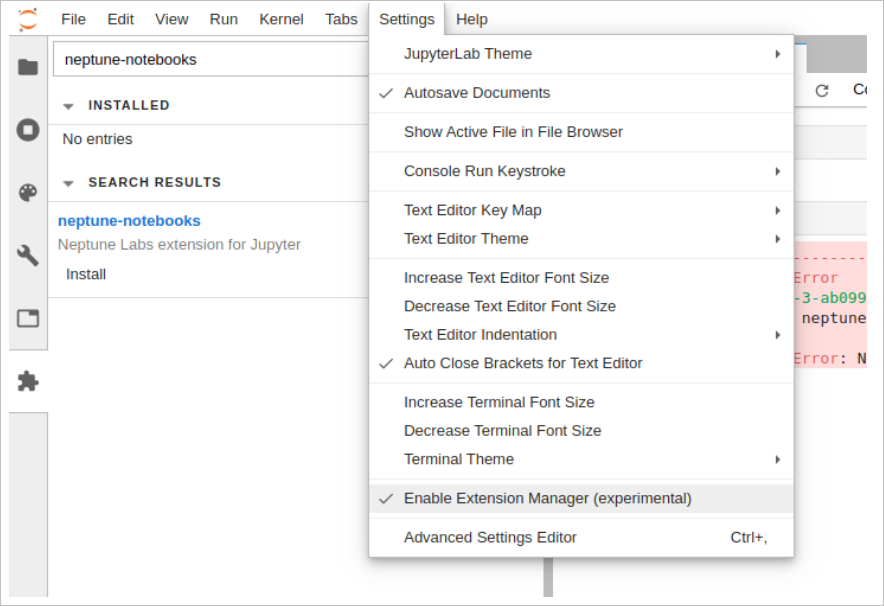 File Edit View Run Kernel Tabs Settings Help
neptune-notebooks
INSTALLED
No entries
SEARCH RESULTS
neptune-notebooks
Neptune Labs extension for Jupyter
Install
JupyterLab Theme
Autosave Documents
Show Active File in File Browser
Console Run Keystroke
Text Editor Key Map
Text Editor Theme
Increase Text Editor Font Size
Decrease Text Editor Font Size
Text Editor Indentation
Auto Close Brackets for Text Editor
Increase Terminal Font Size
Decrease Terminal Font Size
Terminal Theme
Enable Extension Manager (experimental)
Advanced Settings Editor Ctrl+,
---------
Error
-3-ab099
neptune
Error: N